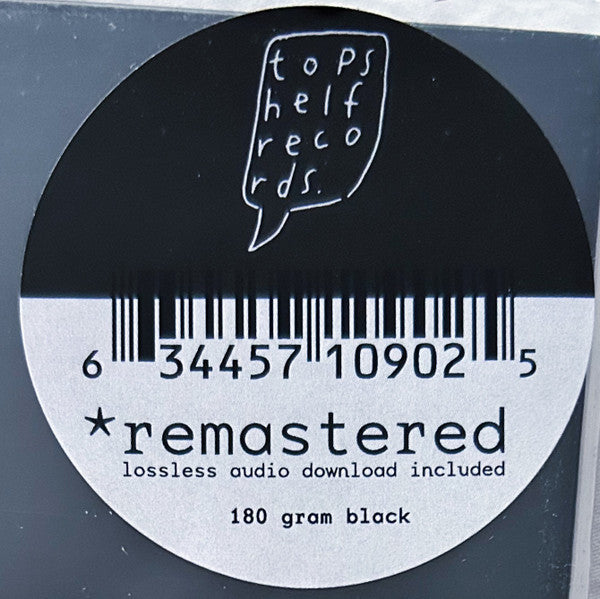 tops
helf
reco
rds.
6 34457 10902 5
*remastered
lossless audio download included
180 gram black